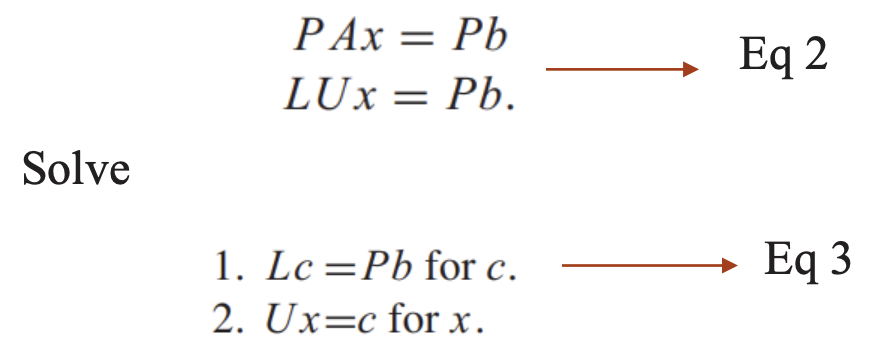 PAx = Pb
LUx = Pb.
Eq 2
Solve
1. Lc =Pb for c.
2. Ux=c for x.
Eq 3